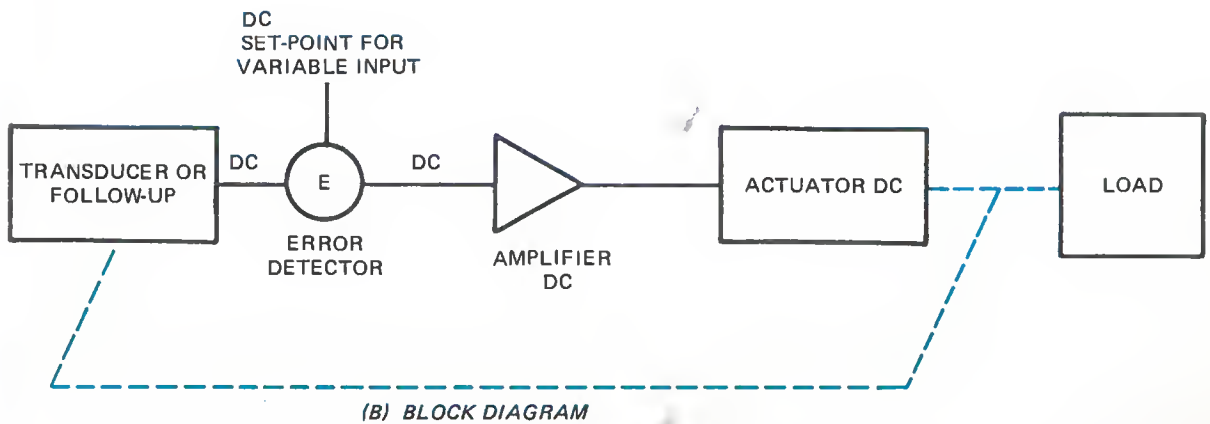 DC
SET-POINT FOR
VARIABLE INPUT
TRANSDUCER OR
FOLLOW-UP
DC
E
DC
ERROR
DETECTOR
AMPLIFIER
DC
ACTUATOR DC
LOAD
(B) BLOCK DIAGRAM